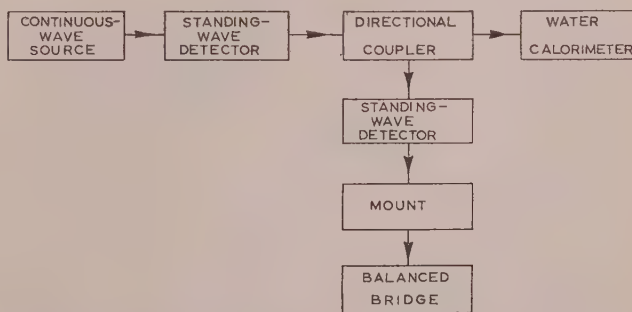 CONTINUOUS-
WAVE
SOURCE
STANDING-
WAVE
DETECTOR
DIRECTIONAL
COUPLER
WATER
CALORIMETER
STANDING-
WAVE
DETECTOR
MOUNT
BALANCED
BRIDGE